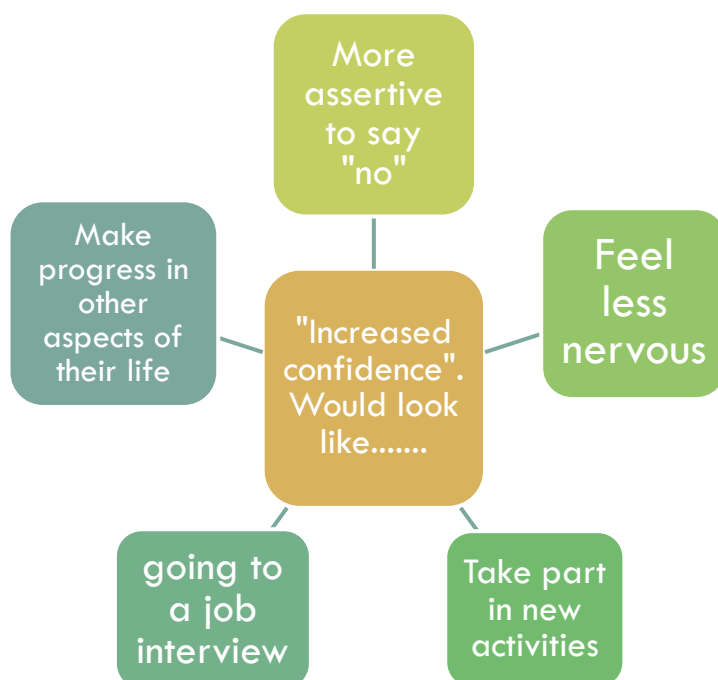 More
assertive
to say
"no"
Make
progress in
other
aspects of
their life
"Increased
confidence".
Would look
like.......
Feel
less
nervous
going to
a job
interview
Take part
in new
activities